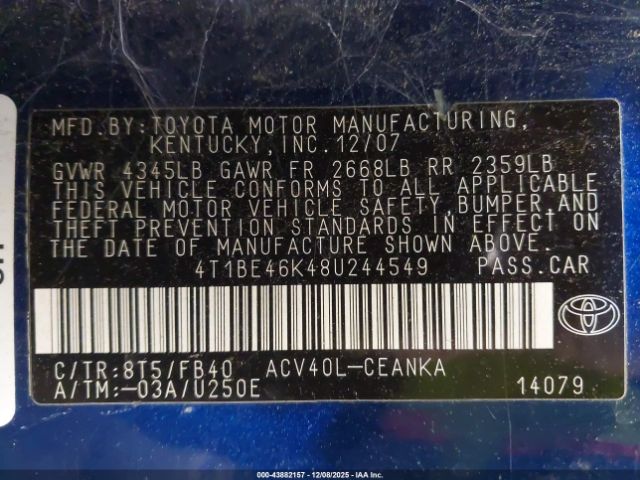 MFD.BY:TOYOTA MOTOR MANUFACTURING,
KENTUCKY, INC. 12/07
GVWR 4345LB GAWR FR 2668LB RR 2359LB
THIS VEHICLE CONFORMS TO ALL APPLICABLE
FEDERAL MOTOR VEHICLE SAFETY, BUMPER, AND
THEFT PREVENTION STANDARDS IN EFFECT ON
THE DATE OF MANUFACTURE SHOWN ABOVE.
4T1BE46K48U244549 PASS.CAR
C/TR:8T5/FB40 ACV40L-CEANKA
A/TM:-03A/U250E 14079
000-43882157 - 12/08/2025 - IAA Inc.